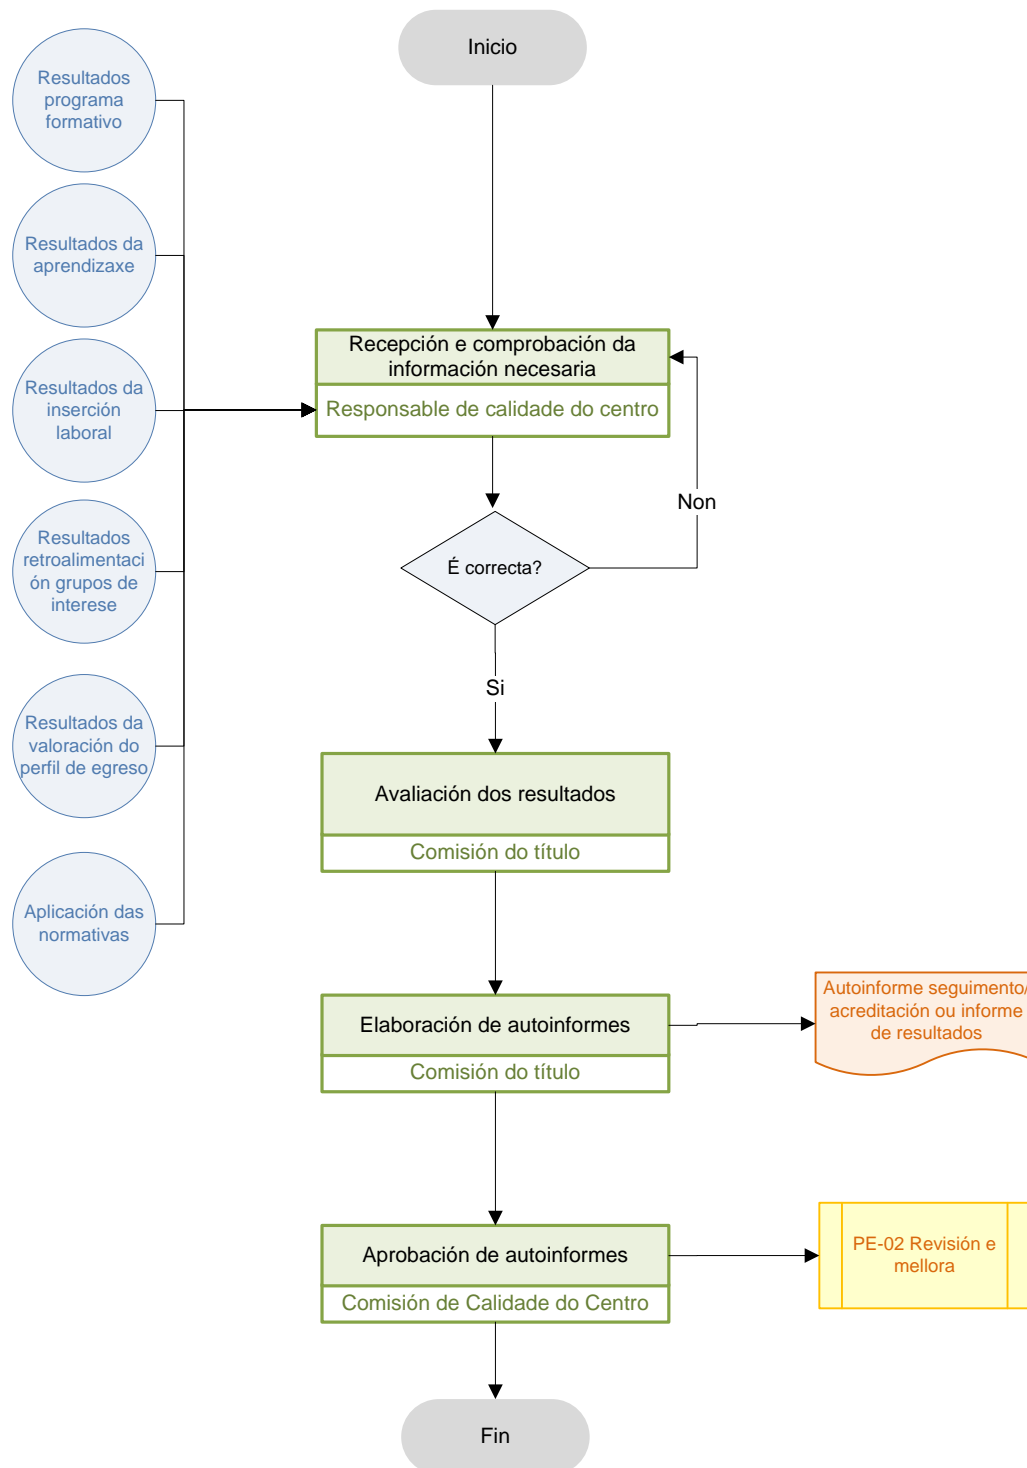 Inicio
Resultados
programa
formativo
Resultados da
aprendizaxe
Resultados da
inserción
laboral
Resultados
retroalimentaci
ón grupos de
interese
Resultados da
valoración do
perfil de egreso
Aplicación das
normativas
Recepción e comprobación da
información necesaria
Responsable de calidade do centro
Non
É correcta?
Si
Avaliación dos resultados
Comisión do título
Elaboración de autoinformes
Comisión do título
Autoinforme seguimento/
acreditación ou informe
de resultados
Aprobación de autoinformes
Comisión de Calidade do Centro
PE-02 Revisión e
mellora
Fin